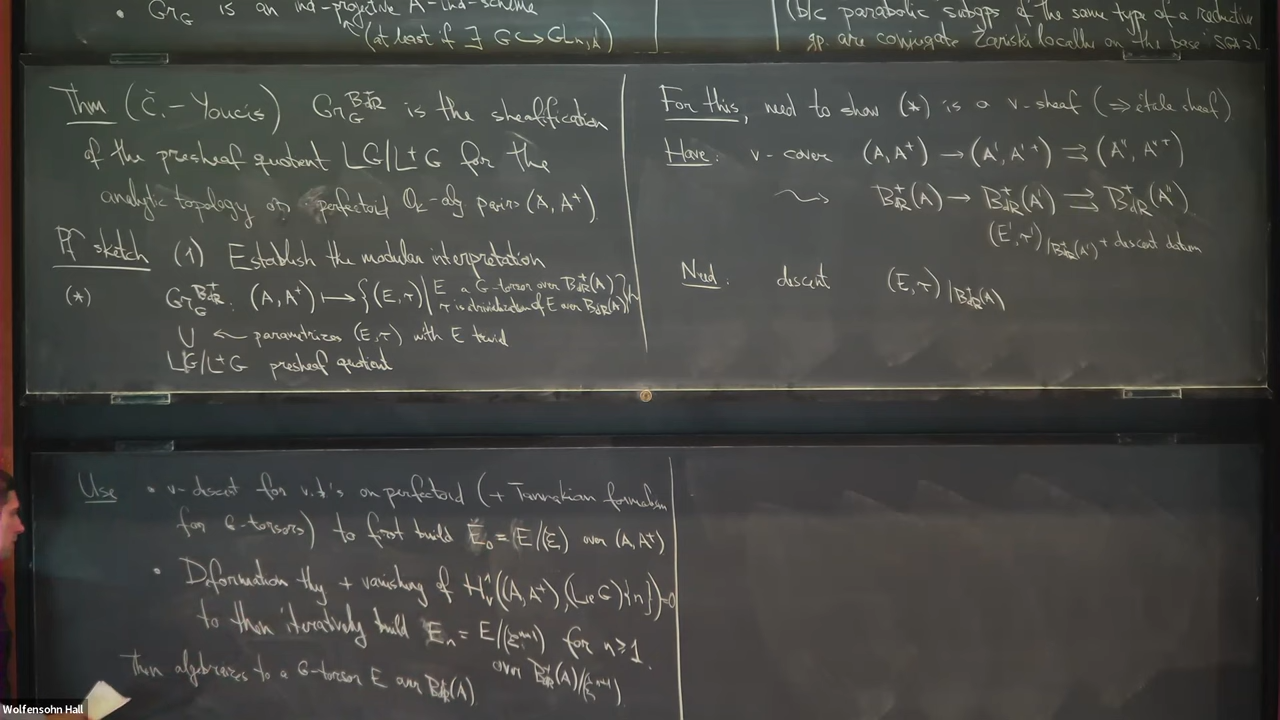 • Gr_G is an ind-projective A-ind-scheme
(at least if ∃ G ↪ GL_{n,A})
(b/c parabolic subgps of the same type of a reductive
gp. are conjugate Zariski locally on the base
Thm (Č.-Youcis) Gr_G^{B_dR^+} is the sheafification
of the presheaf quotient LG/L^+G for the
analytic topology on perfectoid O_k-alg. pairs (A, A^+)
Pf sketch (1) Establish the modular interpretation
(*) Gr_G^{B_dR^+}: (A, A^+) ↦ {(E, τ) | E a G-torsor over B_dR^+(A)
τ is a trivialization of E over B_dR(A)}/~
∪ ← parametrizes (E, τ) with E trivial
LG/L^+G presheaf quotient
For this, need to show (*) is a v-sheaf (⇒ étale sheaf)
Have: v-cover (A, A^+) → (A', A'^+) ⇉ (A'', A''^+)
⇝ B_dR^+(A) → B_dR^+(A') ⇉ B_dR^+(A'')
(E', τ')/B_dR^+(A') + descent datum
Need: descent (E, τ)/B_dR^+(A)
Use • v-descent for v.b.'s on perfectoid (+ Tannakian formalism
for G-torsors) to first build E_0 = E/(ξ) over (A, A^+)
• Deformation thy + vanishing of H_v^1((A, A^+), (Lie G){n}) = 0
to then iteratively build E_n = E/(ξ^{n+1}) for n ≥ 1.
over B_dR^+(A)/(ξ^{n+1})
Then algebraizes to a G-torsor E over B_dR^+(A)
Wolfensohn Hall